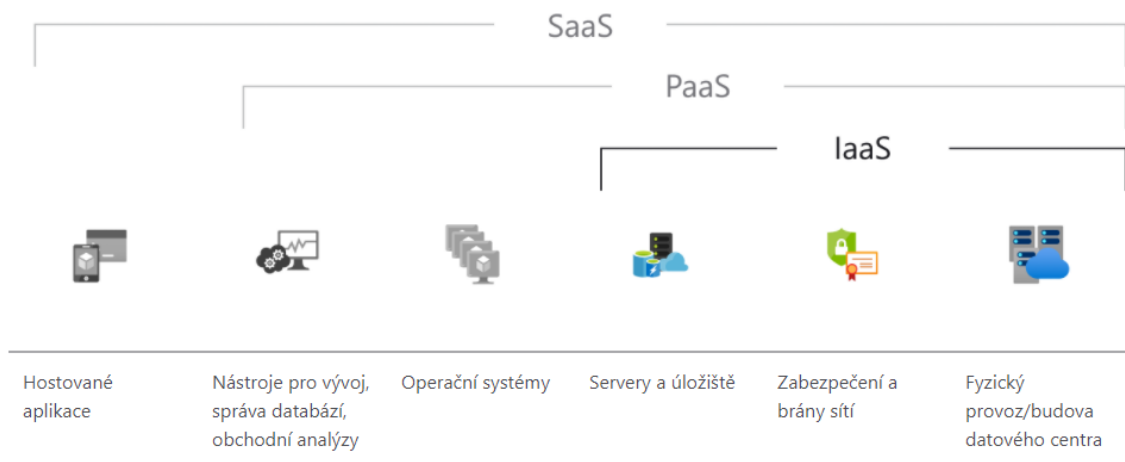 SaaS
PaaS
IaaS
Hostované
aplikace
Nástroje pro vývoj,
správa databází,
obchodní analýzy
Operační systémy
Servery a úložiště
Zabezpečení a
brány sítí
Fyzický
provoz/budova
datového centra